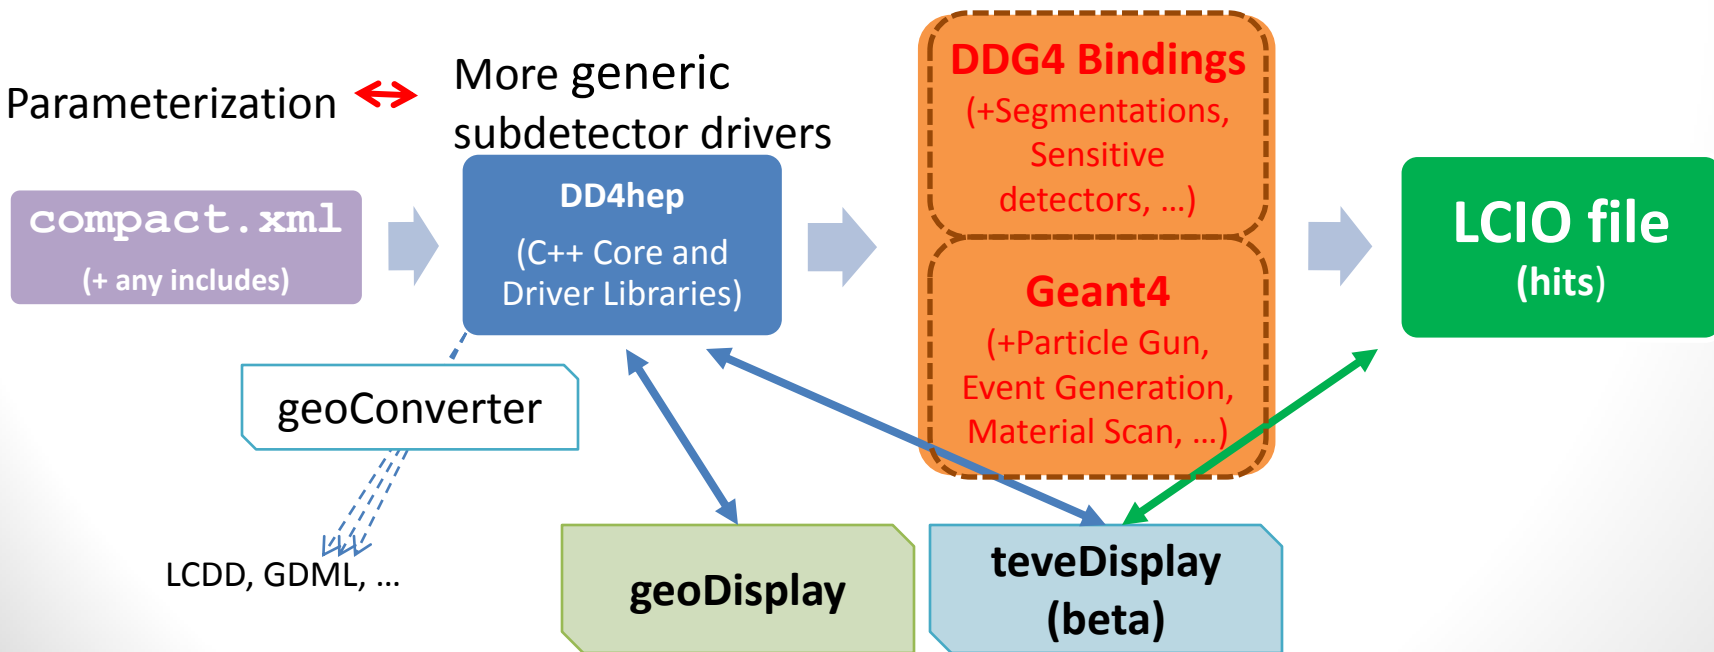 Parameterization
More generic
subdetector drivers
compact.xml
(+ any includes)
DD4hep
(C++ Core and
Driver Libraries)
DDG4 Bindings
(+Segmentations,
Sensitive
detectors, …)
Geant4
(+Particle Gun,
Event Generation,
Material Scan, …)
LCIO file
(hits)
geoConverter
LCDD, GDML, …
geoDisplay
teveDisplay
(beta)